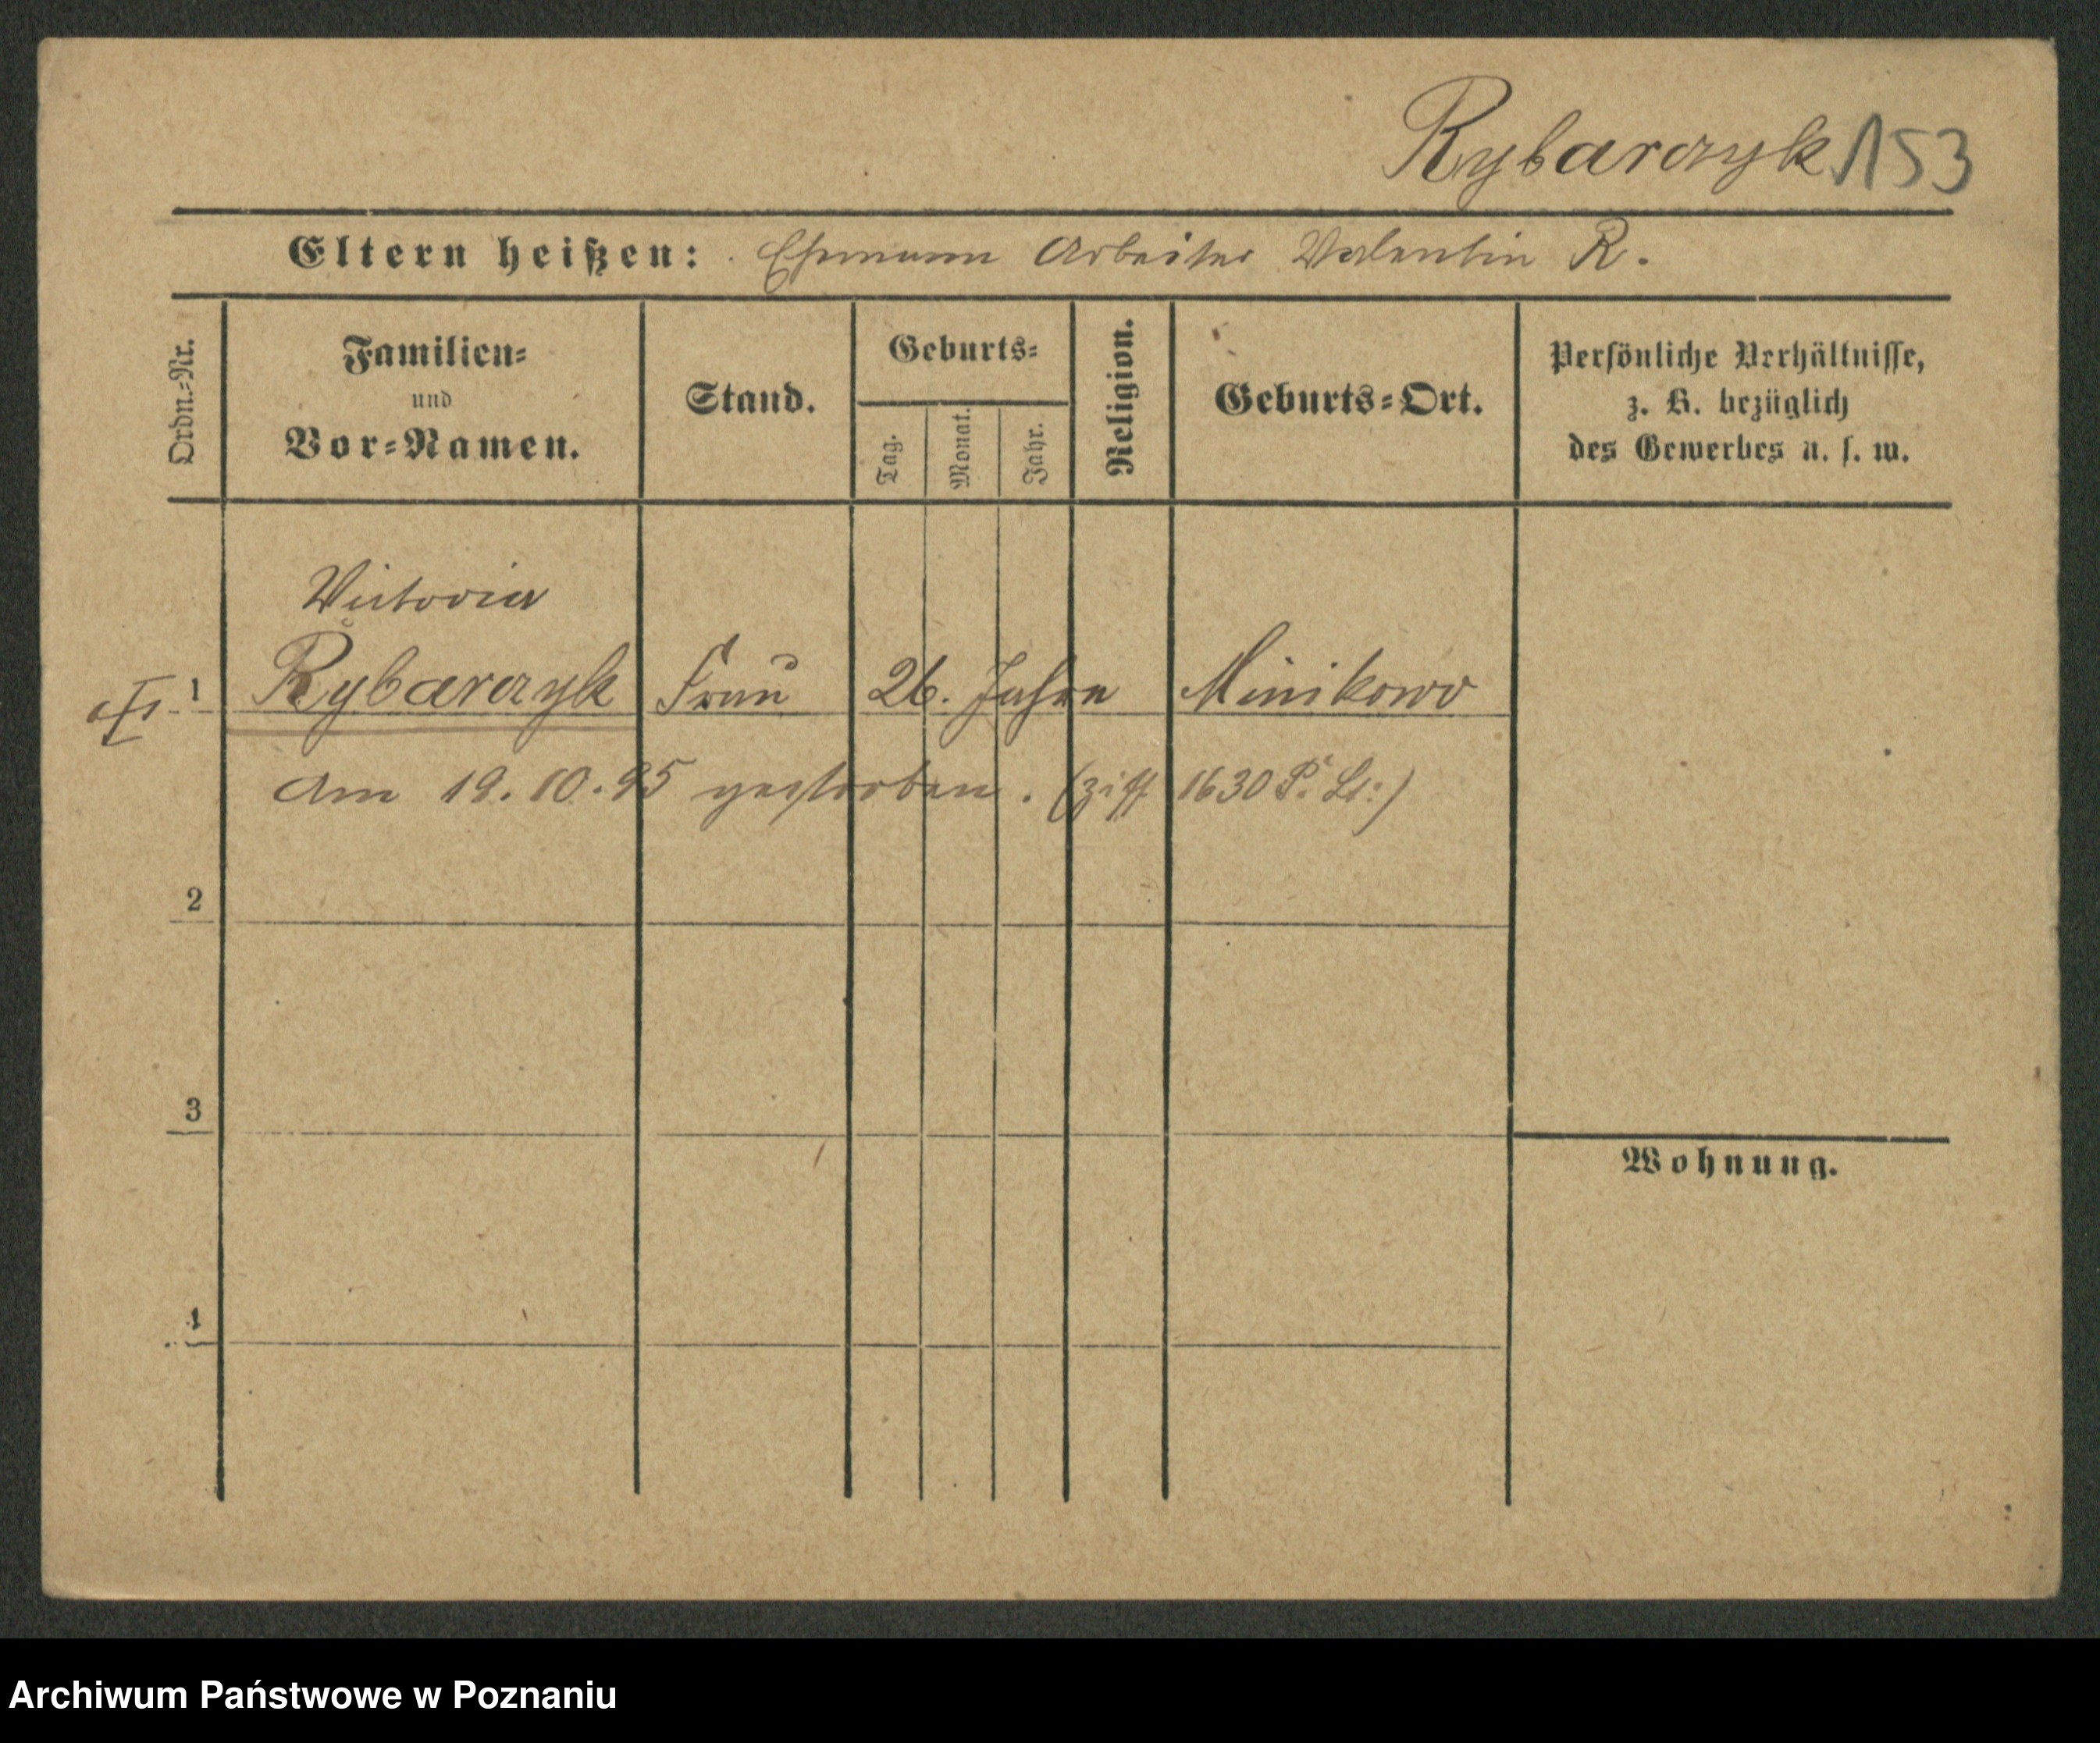 Rybarczyk 153
Eltern heißen: Ehemann Arbeiter Valentin R.
Ordn.-Nr.
Familien-
und
Vor-Namen.
Stand.
Geburts-
Tag.
Monat.
Jahr.
Religion.
Geburts-Ort.
Persönliche Verhältnisse,
z. B. bezüglich
des Gewerbes u. s. w.
Victoria
1 Rybarczyk Frau 26. Jahre Minikowo
Am 19.10.95 gestorben. (Ziff 1630 P. Ls:)
2
3
Wohnung.
4
Archiwum Państwowe w Poznaniu